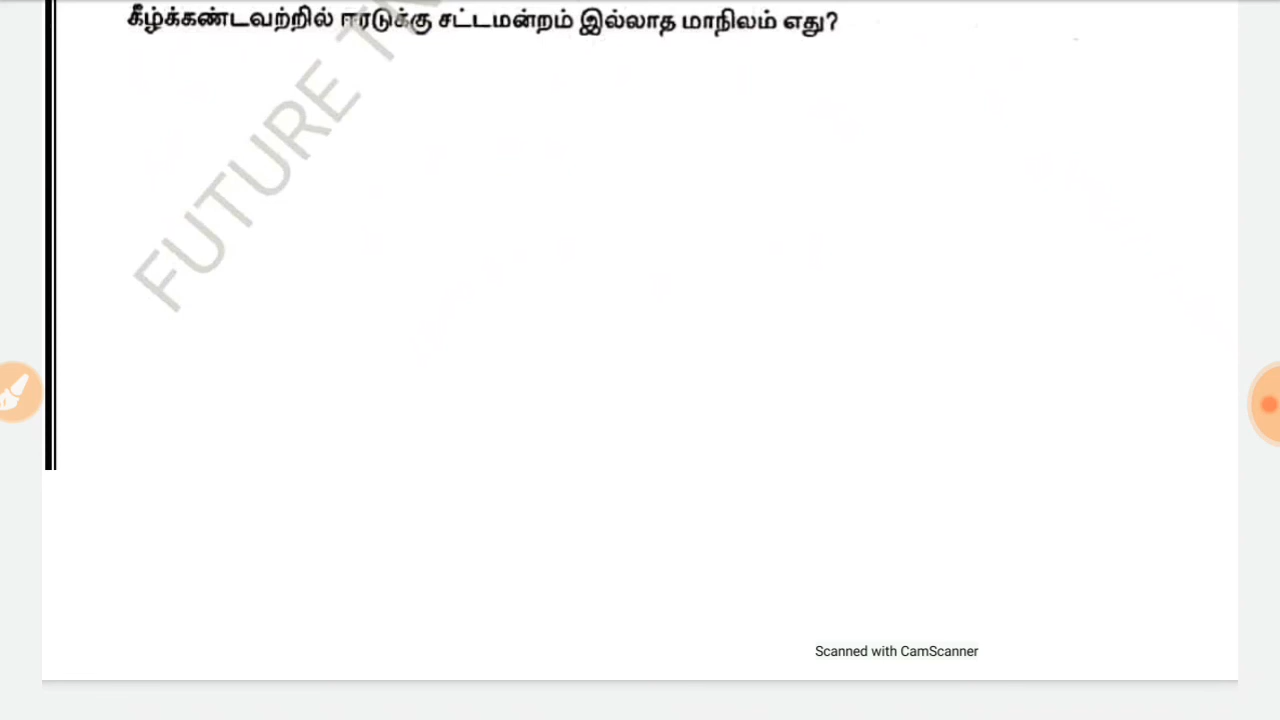 கீழ்க்கண்டவற்றில் ஈரடுக்கு சட்டமன்றம் இல்லாத மாநிலம் எது?
FUTURE
Scanned with CamScanner